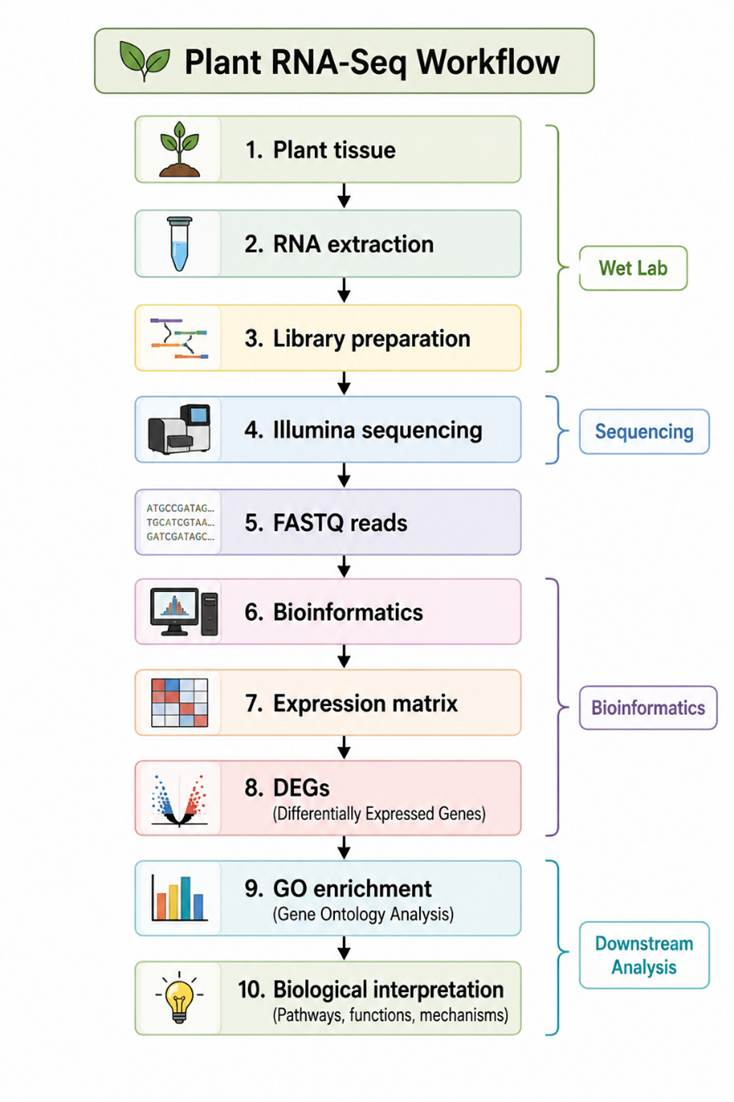 Plant RNA-Seq Workflow
1. Plant tissue
2. RNA extraction
Wet Lab
3. Library preparation
4. Illumina sequencing
Sequencing
ATGCCGATAG...
TGCATCGTAA...
GATCGATAGC...
5. FASTQ reads
6. Bioinformatics
7. Expression matrix
Bioinformatics
8. DEGs
(Differentially Expressed Genes)
9. GO enrichment
(Gene Ontology Analysis)
Downstream
Analysis
10. Biological interpretation
(Pathways, functions, mechanisms)